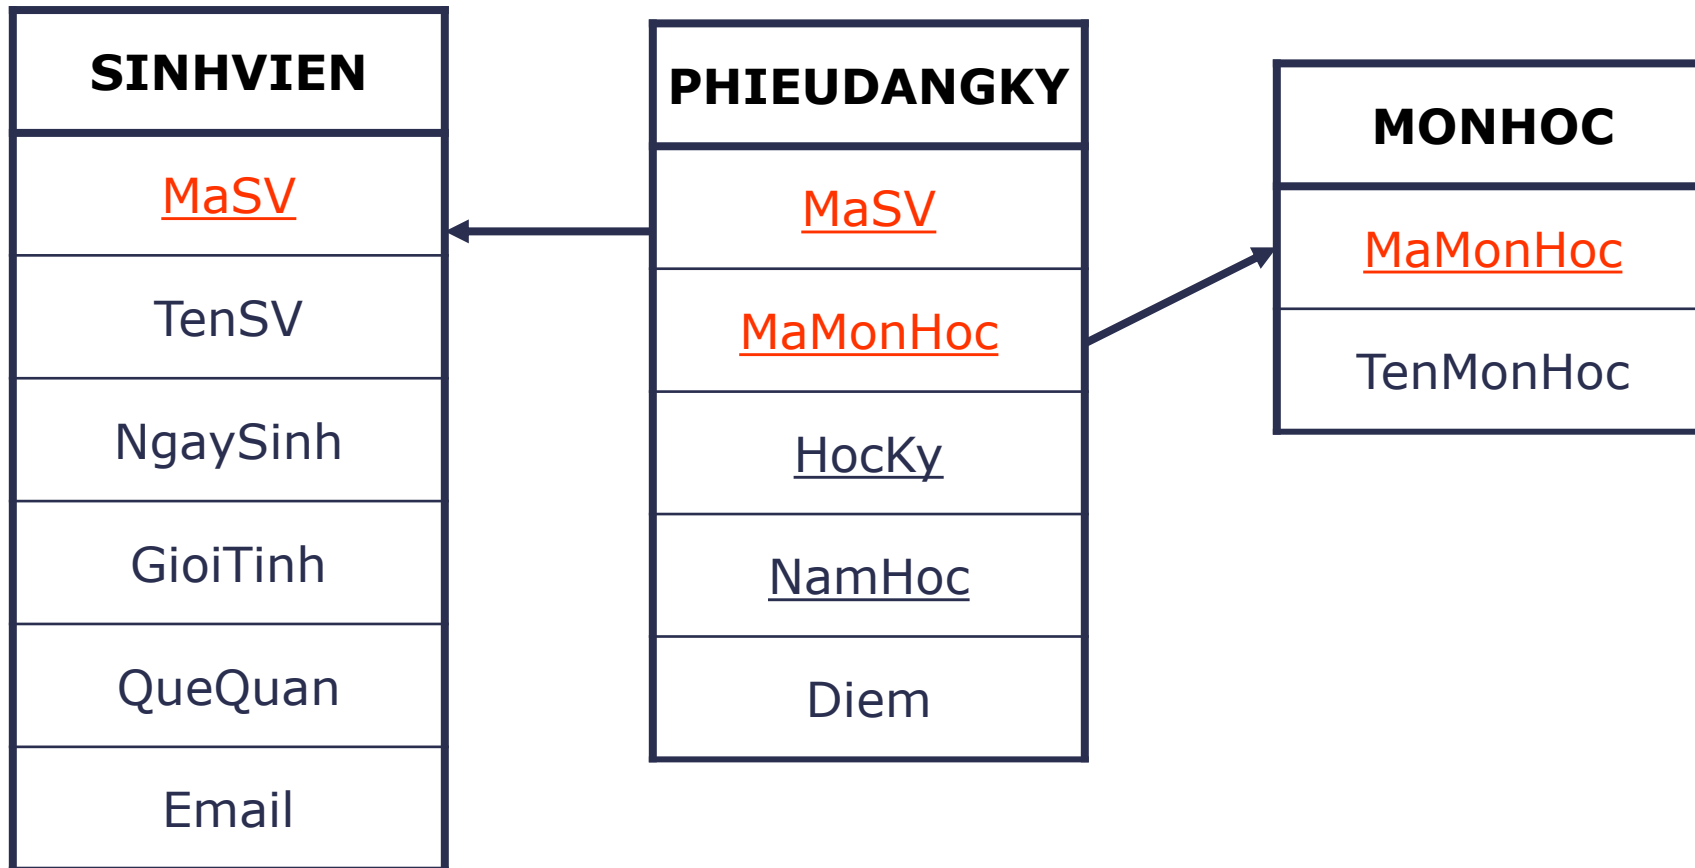 SINHVIEN
MaSV
TenSV
NgaySinh
GioiTinh
QueQuan
Email
PHIEUDANGKY
MaSV
MaMonHoc
HocKy
NamHoc
Diem
MONHOC
MaMonHoc
TenMonHoc